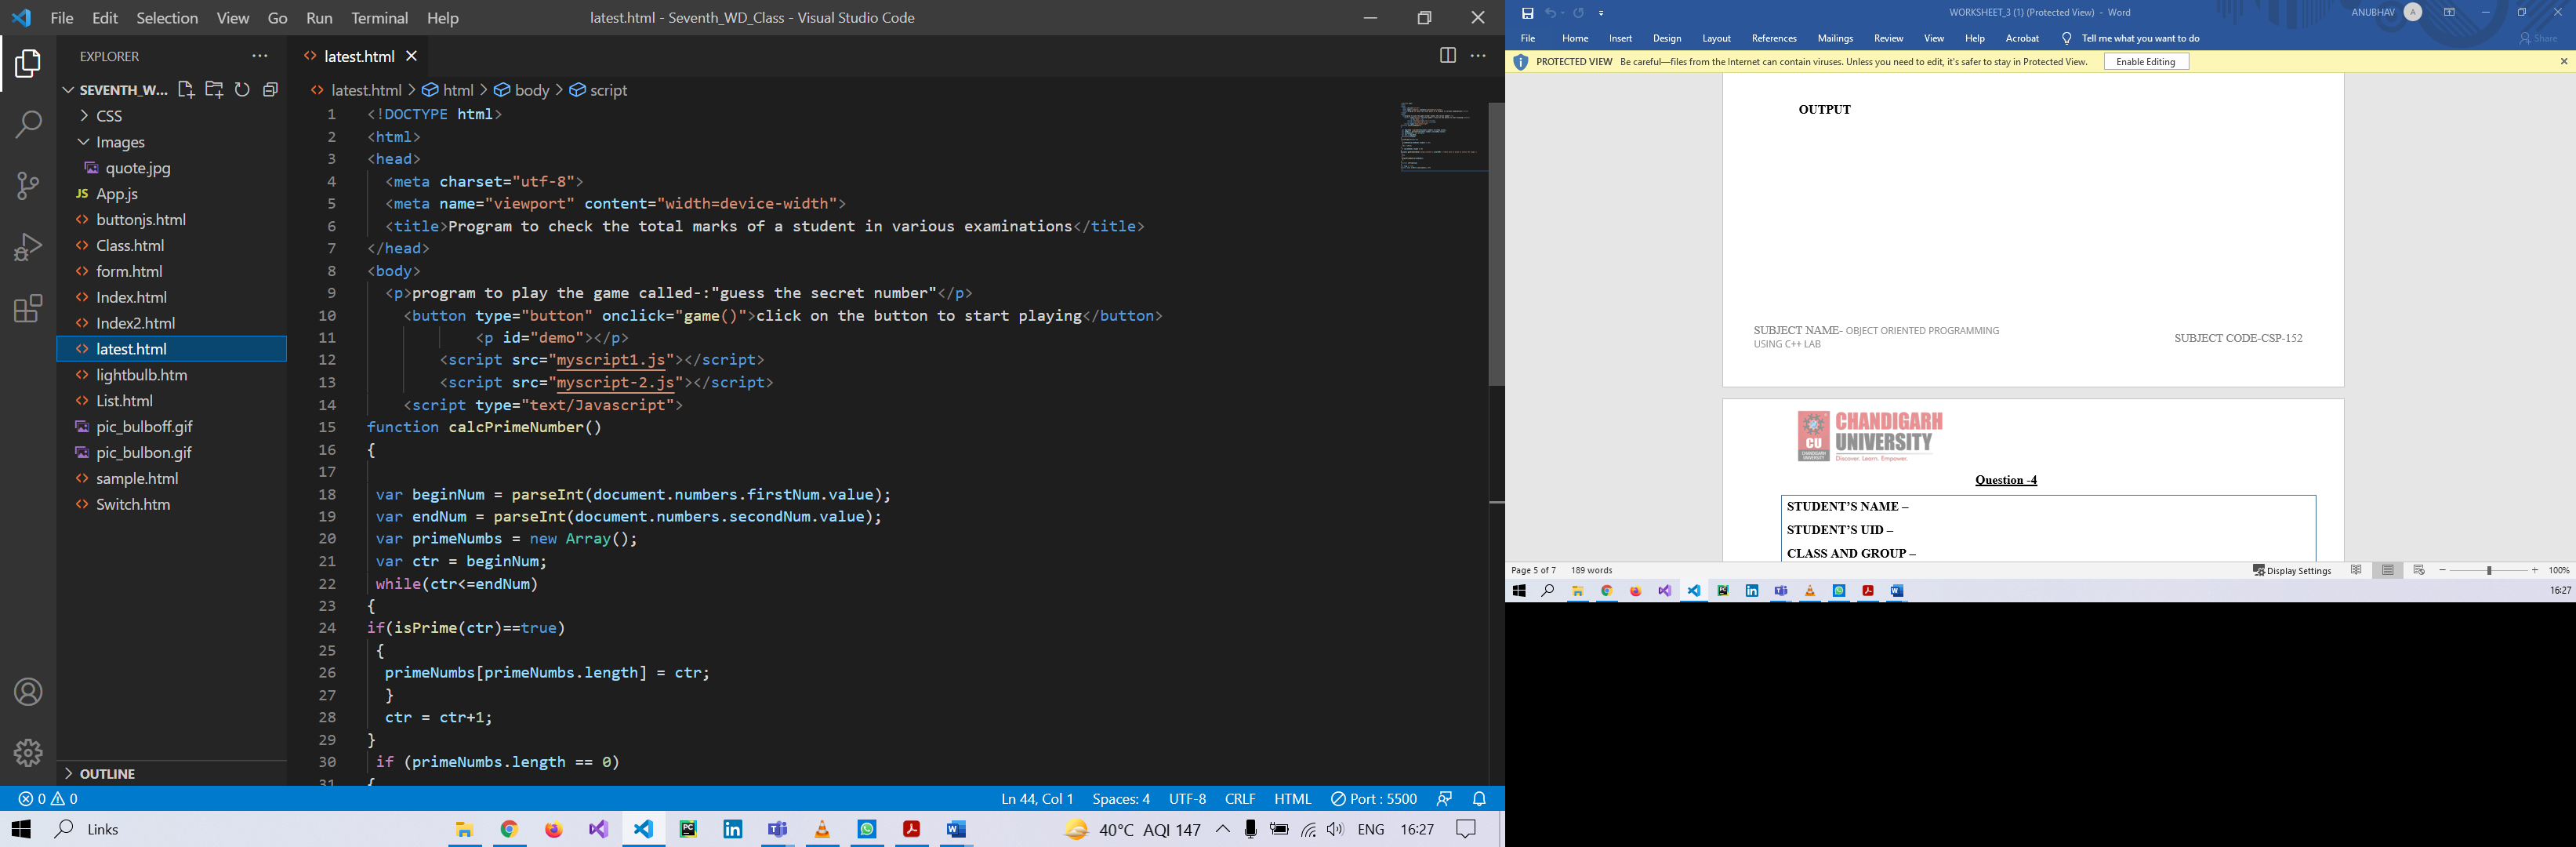 File Edit Selection View Go Run Terminal Help
latest.html - Seventh_WD_Class - Visual Studio Code
EXPLORER
SEVENTH_W...
CSS
Images
quote.jpg
JS App.js
buttonjs.html
Class.html
form.html
Index.html
Index2.html
latest.html
lightbulb.htm
List.html
pic_bulboff.gif
pic_bulbon.gif
sample.html
Switch.htm
OUTLINE
latest.html
latest.html > html > body > script
1 <!DOCTYPE html>
2 <html>
3 <head>
4 <meta charset="utf-8">
5 <meta name="viewport" content="width=device-width">
6 <title>Program to check the total marks of a student in various examinations</title>
7 </head>
8 <body>
9 <p>program to play the game called-:"guess the secret number"</p>
10 <button type="button" onclick="game()">click on the button to start playing</button>
11 <p id="demo"></p>
12 <script src="myscript1.js"></script>
13 <script src="myscript-2.js"></script>
14 <script type="text/Javascript">
15 function calcPrimeNumber()
16 {
17
18 var beginNum = parseInt(document.numbers.firstNum.value);
19 var endNum = parseInt(document.numbers.secondNum.value);
20 var primeNumbs = new Array();
21 var ctr = beginNum;
22 while(ctr<=endNum)
23 {
24 if(isPrime(ctr)==true)
25 {
26 primeNumbs[primeNumbs.length] = ctr;
27 }
28 ctr = ctr+1;
29 }
30 if (primeNumbs.length == 0)
31 {
0 0
Ln 44, Col 1 Spaces: 4 UTF-8 CRLF HTML Port : 5500
Links
40°C AQI 147 ENG 16:27
WORKSHEET_3 (1) (Protected View) - Word
ANUBHAV A
File Home Insert Design Layout References Mailings Review View Help Acrobat Tell me what you want to do Share
PROTECTED VIEW Be careful—files from the Internet can contain viruses. Unless you need to edit, it's safer to stay in Protected View. Enable Editing
OUTPUT
SUBJECT NAME- OBJECT ORIENTED PROGRAMMING
USING C++ LAB
SUBJECT CODE-CSP-152
CU
CHANDIGARH
UNIVERSITY
Discover. Learn. Empower.
Question -4
STUDENT'S NAME –
STUDENT'S UID –
CLASS AND GROUP –
Page 5 of 7 189 words
Display Settings
100%
16:27